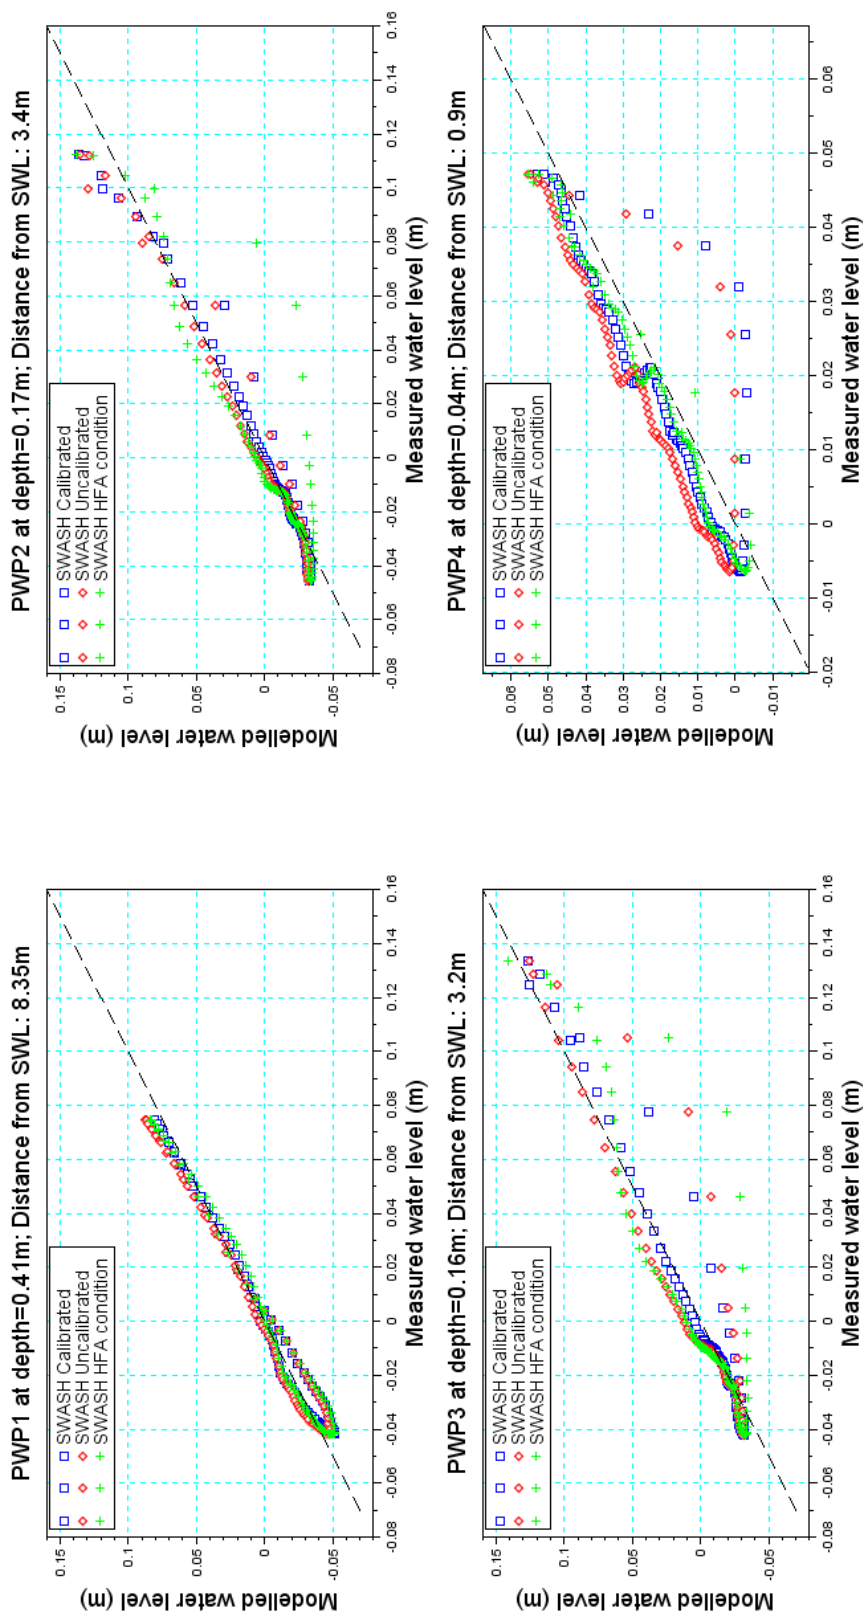 PWP1 at depth=0.41m; Distance from SWL: 8.35m
SWASH Calibrated
SWASH Uncalibrated
SWASH HFA condition
0.15
0.1
0.05
0
-0.05
Modelled water level (m)
-0.08 -0.06 -0.04 -0.02 0 0.02 0.04 0.06 0.08 0.1 0.12 0.14 0.16
Measured water level (m)
PWP2 at depth=0.17m; Distance from SWL: 3.4m
SWASH Calibrated
SWASH Uncalibrated
SWASH HFA condition
0.15
0.1
0.05
0
-0.05
Modelled water level (m)
-0.08 -0.06 -0.04 -0.02 0 0.02 0.04 0.06 0.08 0.1 0.12 0.14 0.16
Measured water level (m)
PWP3 at depth=0.16m; Distance from SWL: 3.2m
SWASH Calibrated
SWASH Uncalibrated
SWASH HFA condition
0.15
0.1
0.05
0
-0.05
Modelled water level (m)
-0.08 -0.06 -0.04 -0.02 0 0.02 0.04 0.06 0.08 0.1 0.12 0.14 0.16
Measured water level (m)
PWP4 at depth=0.04m; Distance from SWL: 0.9m
SWASH Calibrated
SWASH Uncalibrated
SWASH HFA condition
0.06
0.05
0.04
0.03
0.02
0.01
0
-0.01
Modelled water level (m)
-0.02 -0.01 0 0.01 0.02 0.03 0.04 0.05 0.06
Measured water level (m)